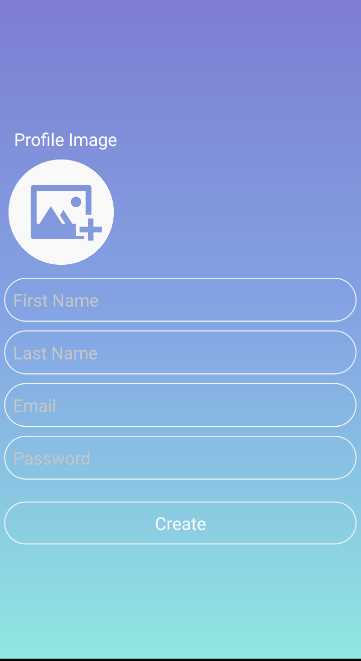 Profile Image
First Name
Last Name
Email
Password
Create